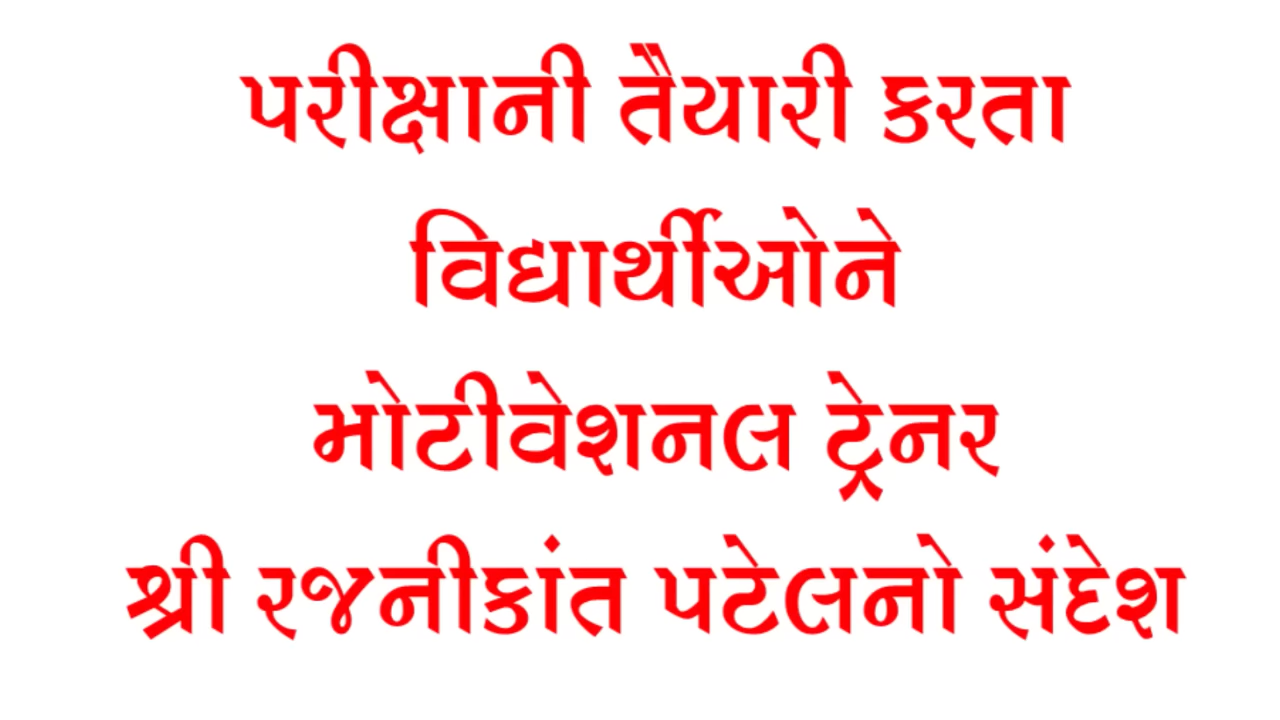 પરીક્ષાની તૈયારી કરતા
વિદ્યાર્થીઓને
મોટીવેશનલ ટ્રેનર
શ્રી રજનીકાંત પટેલનો સંદેશ